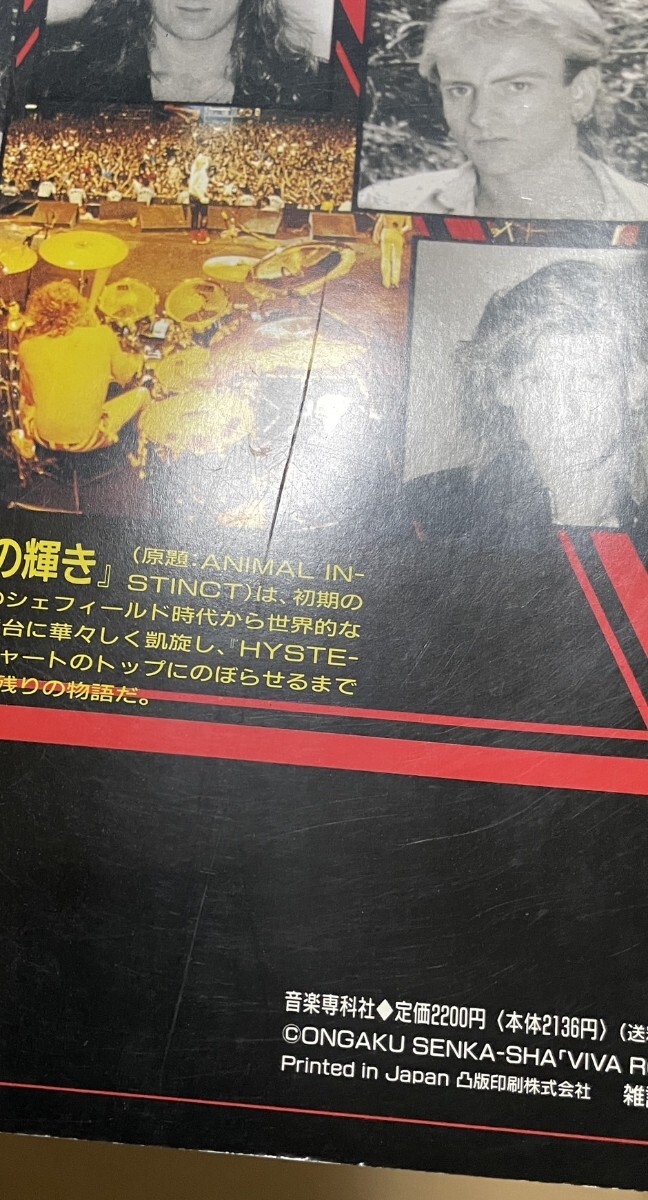 の輝き』(原題:ANIMAL IN-
STINCT)は、初期の
のシェフィールド時代から世界的な
台に華々しく凱旋し、『HYSTE-
ャートのトップにのぼらせるまで
残りの物語だ。
音楽専科社◆定価2200円〈本体2136円〉(送
©ONGAKU SENKA-SHA「VIVA R
Printed in Japan 凸版印刷株式会社 雑